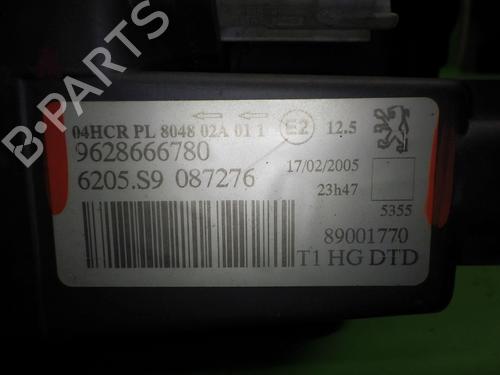 B-PARTS
04HCR PL 8048 02A 01 1 E2 12.5
9628666780
17/02/2005
6205.S9 087276
23h47
5355
89001770
T1 HG DTD